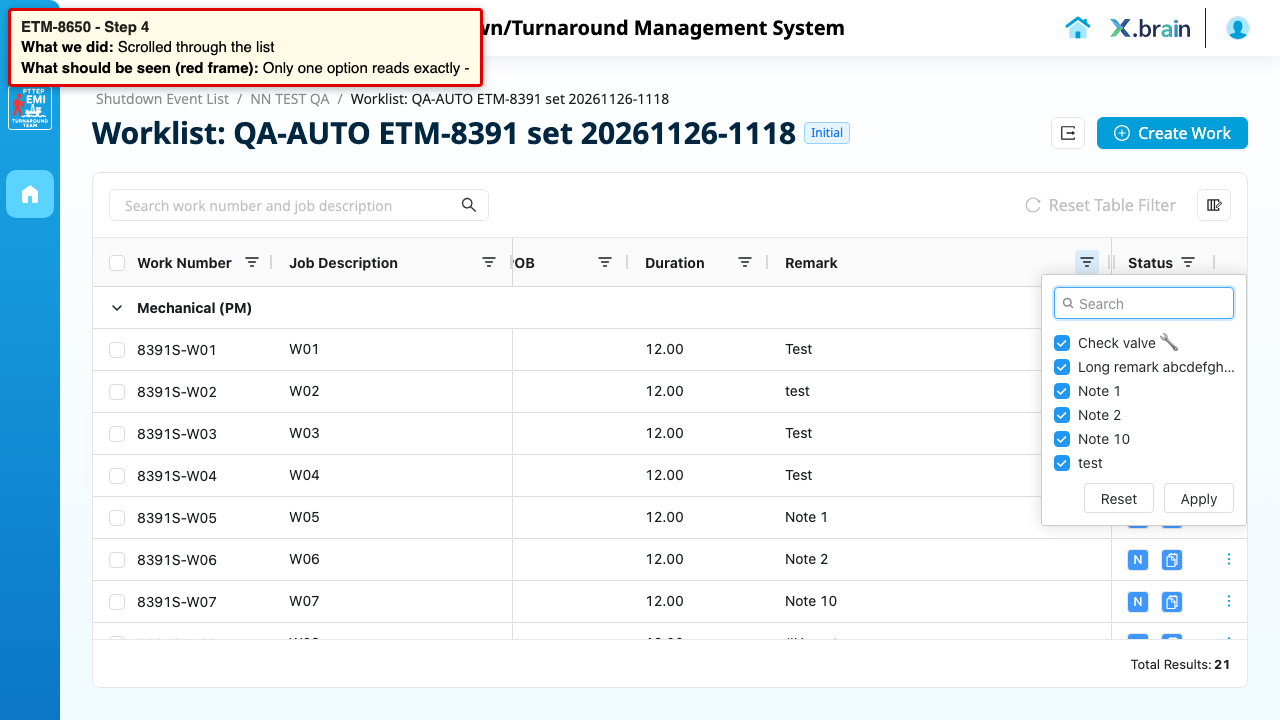 ETM-8650 - Step 4
What we did: Scrolled through the list
What should be seen (red frame): Only one option reads exactly -
wn/Turnaround Management System
X.brain
PTTEP
EMI
TURNAROUND
TEAM
Shutdown Event List / NN TEST QA / Worklist: QA-AUTO ETM-8391 set 20261126-1118
Worklist: QA-AUTO ETM-8391 set 20261126-1118 Initial
Create Work
Search work number and job description
Reset Table Filter
Work Number Job Description POB Duration Remark Status
Mechanical (PM)
8391S-W01 W01 12.00 Test
8391S-W02 W02 12.00 test
8391S-W03 W03 12.00 Test
8391S-W04 W04 12.00 Test
8391S-W05 W05 12.00 Note 1
8391S-W06 W06 12.00 Note 2 N
8391S-W07 W07 12.00 Note 10 N
Search
Check valve 🔧
Long remark abcdefgh...
Note 1
Note 2
Note 10
test
Reset Apply
Total Results: 21